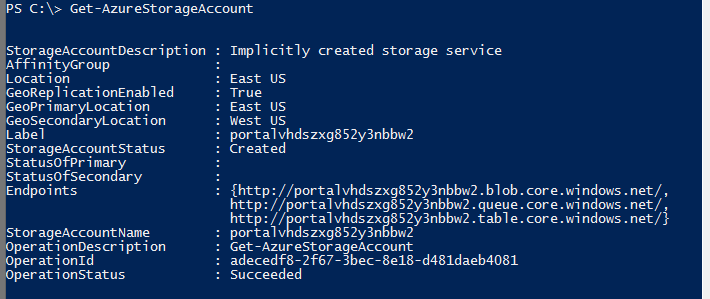 PS C:\> Get-AzureStorageAccount
StorageAccountDescription : Implicitly created storage service
AffinityGroup :
Location : East US
GeoReplicationEnabled : True
GeoPrimaryLocation : East US
GeoSecondaryLocation : West US
Label : portalvhdszxg852y3nbbw2
StorageAccountStatus : Created
StatusOfPrimary :
StatusOfSecondary :
Endpoints : {http://portalvhdszxg852y3nbbw2.blob.core.windows.net/,
http://portalvhdszxg852y3nbbw2.queue.core.windows.net/,
http://portalvhdszxg852y3nbbw2.table.core.windows.net/}
StorageAccountName : portalvhdszxg852y3nbbw2
OperationDescription : Get-AzureStorageAccount
OperationId : adecedf8-2f67-3bec-8e18-d481daeb4081
OperationStatus : Succeeded